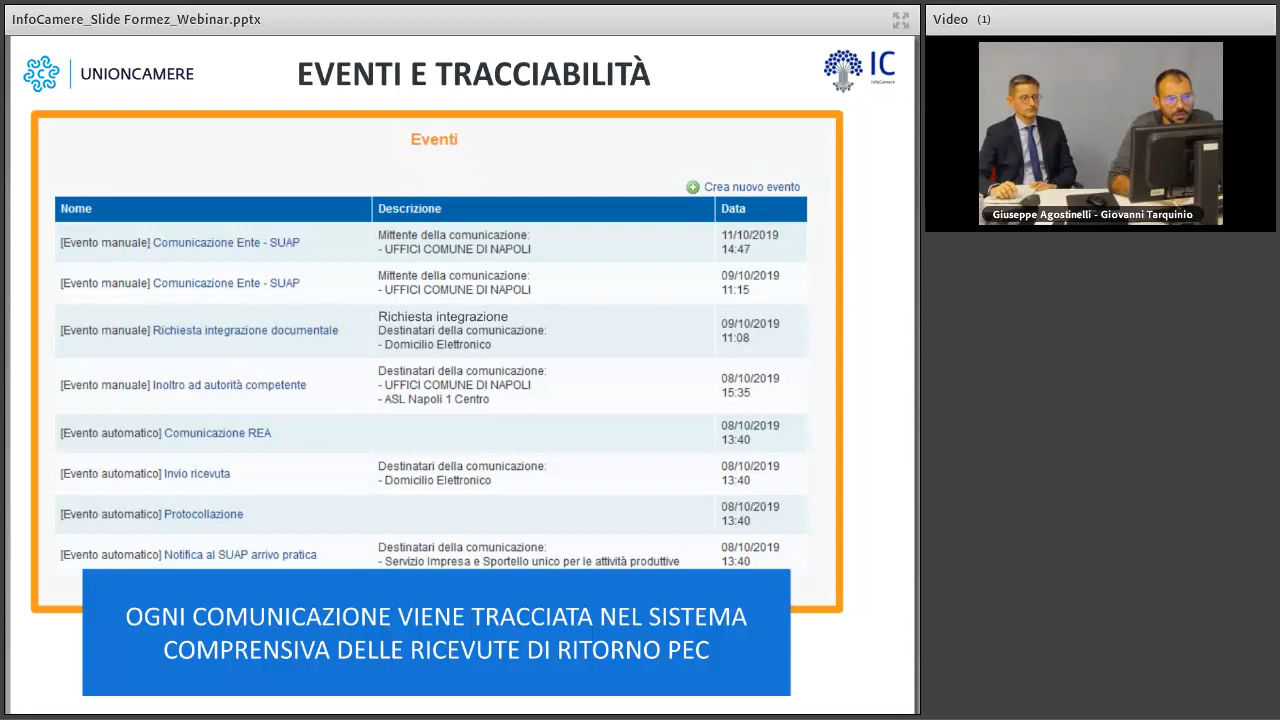 InfoCamere_Slide Formez_Webinar.pptx
Video (1)
UNIONCAMERE
EVENTI E TRACCIABILITÀ
IC
InfoCamere
Eventi
Crea nuovo evento
Nome Descrizione Data
[Evento manuale] Comunicazione Ente - SUAP
Mittente della comunicazione:
- UFFICI COMUNE DI NAPOLI
11/10/2019
14:47
[Evento manuale] Comunicazione Ente - SUAP
Mittente della comunicazione:
- UFFICI COMUNE DI NAPOLI
09/10/2019
11:15
[Evento manuale] Richiesta integrazione documentale
Richiesta integrazione
Destinatari della comunicazione:
- Domicilio Elettronico
09/10/2019
11:08
[Evento manuale] Inoltro ad autorità competente
Destinatari della comunicazione:
- UFFICI COMUNE DI NAPOLI
- ASL Napoli 1 Centro
08/10/2019
15:35
[Evento automatico] Comunicazione REA
08/10/2019
13:40
[Evento automatico] Invio ricevuta
Destinatari della comunicazione:
- Domicilio Elettronico
08/10/2019
13:40
[Evento automatico] Protocollazione
08/10/2019
13:40
[Evento automatico] Notifica al SUAP arrivo pratica
Destinatari della comunicazione:
- Servizio Impresa e Sportello unico per le attività produttive
08/10/2019
13:40
OGNI COMUNICAZIONE VIENE TRACCIATA NEL SISTEMA
COMPRENSIVA DELLE RICEVUTE DI RITORNO PEC
Giuseppe Agostinelli - Giovanni Tarquinio